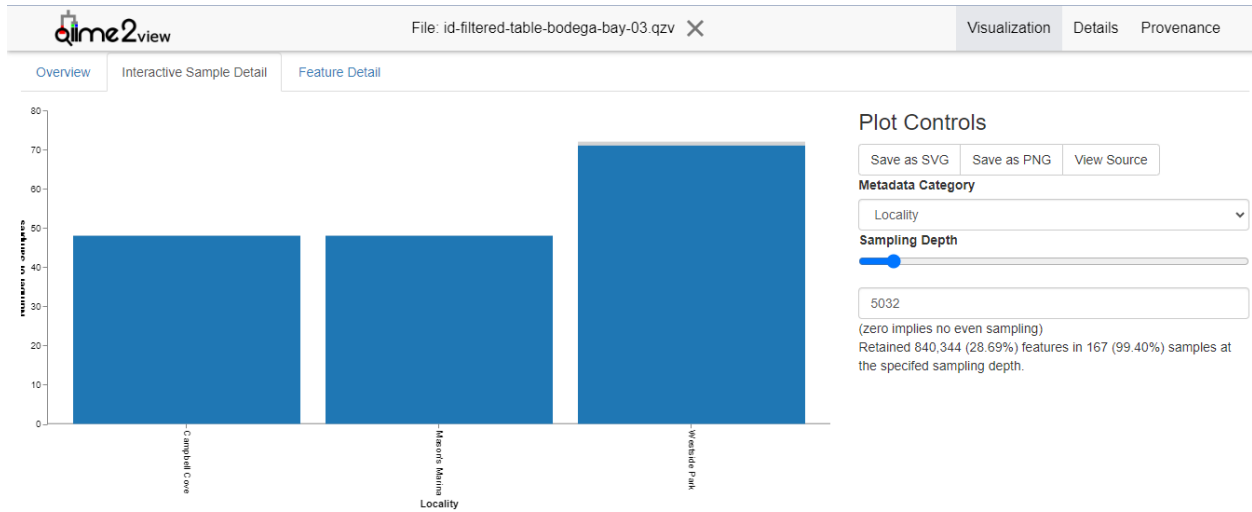 qiime2view
File: id-filtered-table-bodega-bay-03.qzv
Visualization Details Provenance
Overview Interactive Sample Detail Feature Detail
80
70
60
50
40
30
20
10
0
Number of samples
Campbell Cove
Mason's Marina
Westside Park
Locality
Plot Controls
Save as SVG Save as PNG View Source
Metadata Category
Locality
Sampling Depth
5032
(zero implies no even sampling)
Retained 840,344 (28.69%) features in 167 (99.40%) samples at
the specifed sampling depth.